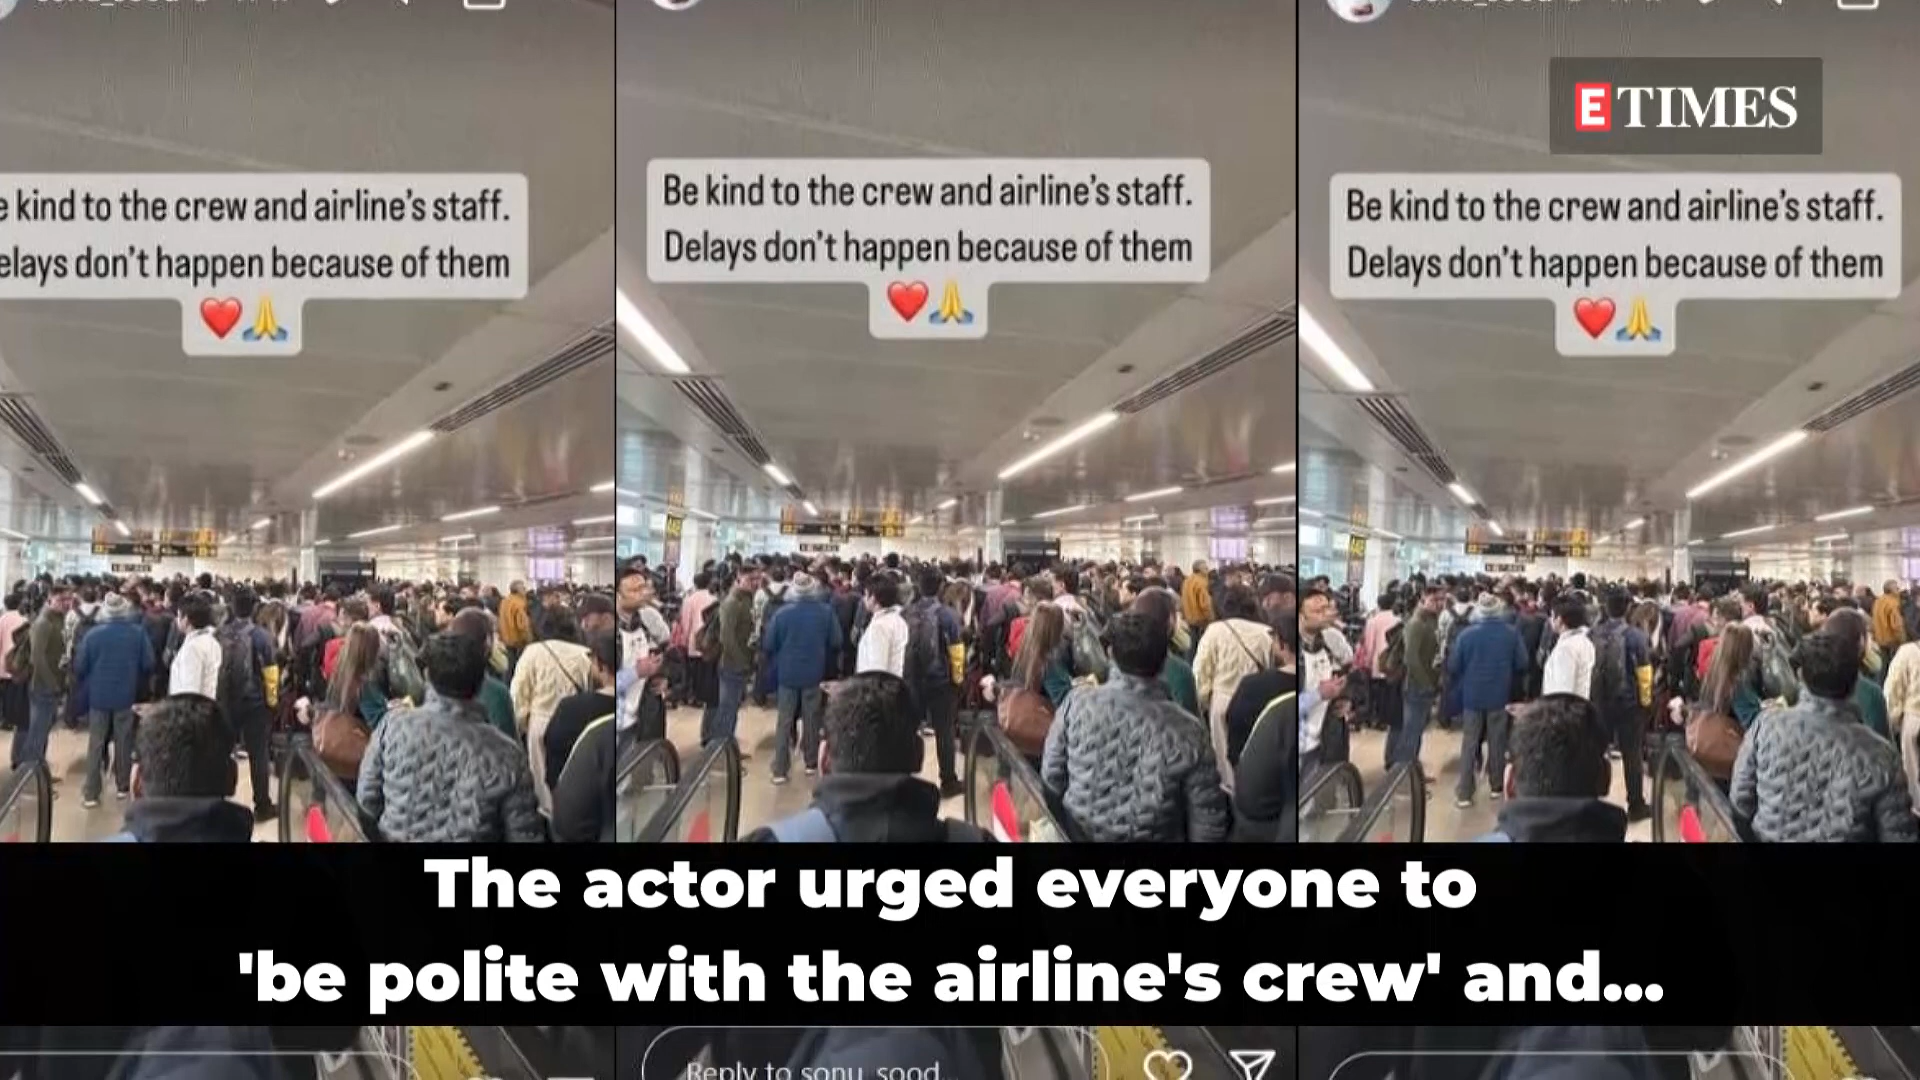 ETIMES
e kind to the crew and airline's staff.
elays don't happen because of them
❤️🙏
Be kind to the crew and airline's staff.
Delays don't happen because of them
❤️🙏
Be kind to the crew and airline's staff.
Delays don't happen because of them
❤️🙏
The actor urged everyone to
'be polite with the airline's crew' and...
Reply to sonu_sood...